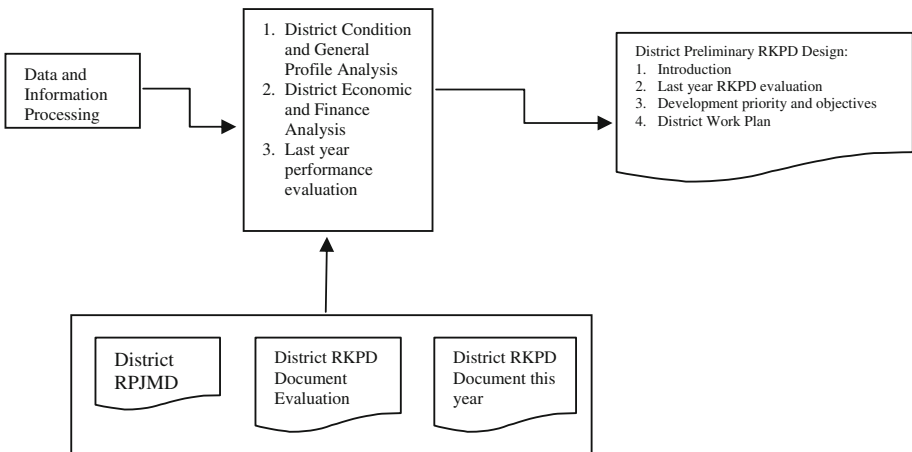 Data and
Information
Processing
1. District Condition
and General
Profile Analysis
2. District Economic
and Finance
Analysis
3. Last year
performance
evaluation
District Preliminary RKPD Design:
1. Introduction
2. Last year RKPD evaluation
3. Development priority and objectives
4. District Work Plan
District
RPJMD
District RKPD
Document
Evaluation
District RKPD
Document this
year